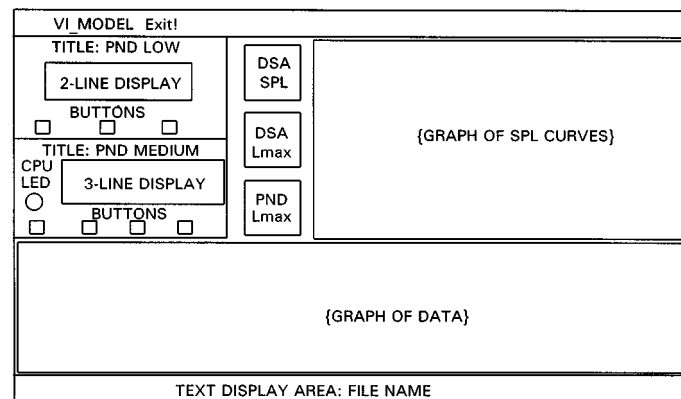 VI_MODEL Exit!
TITLE: PND LOW
2-LINE DISPLAY
BUTTONS
TITLE: PND MEDIUM
CPU
LED
3-LINE DISPLAY
BUTTONS
DSA
SPL
DSA
Lmax
PND
Lmax
{GRAPH OF SPL CURVES}
{GRAPH OF DATA}
TEXT DISPLAY AREA: FILE NAME